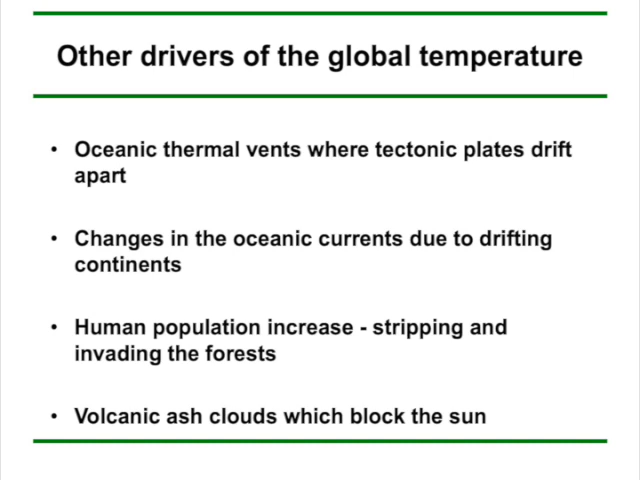 Other drivers of the global temperature
• Oceanic thermal vents where tectonic plates drift
apart
• Changes in the oceanic currents due to drifting
continents
• Human population increase - stripping and
invading the forests
• Volcanic ash clouds which block the sun